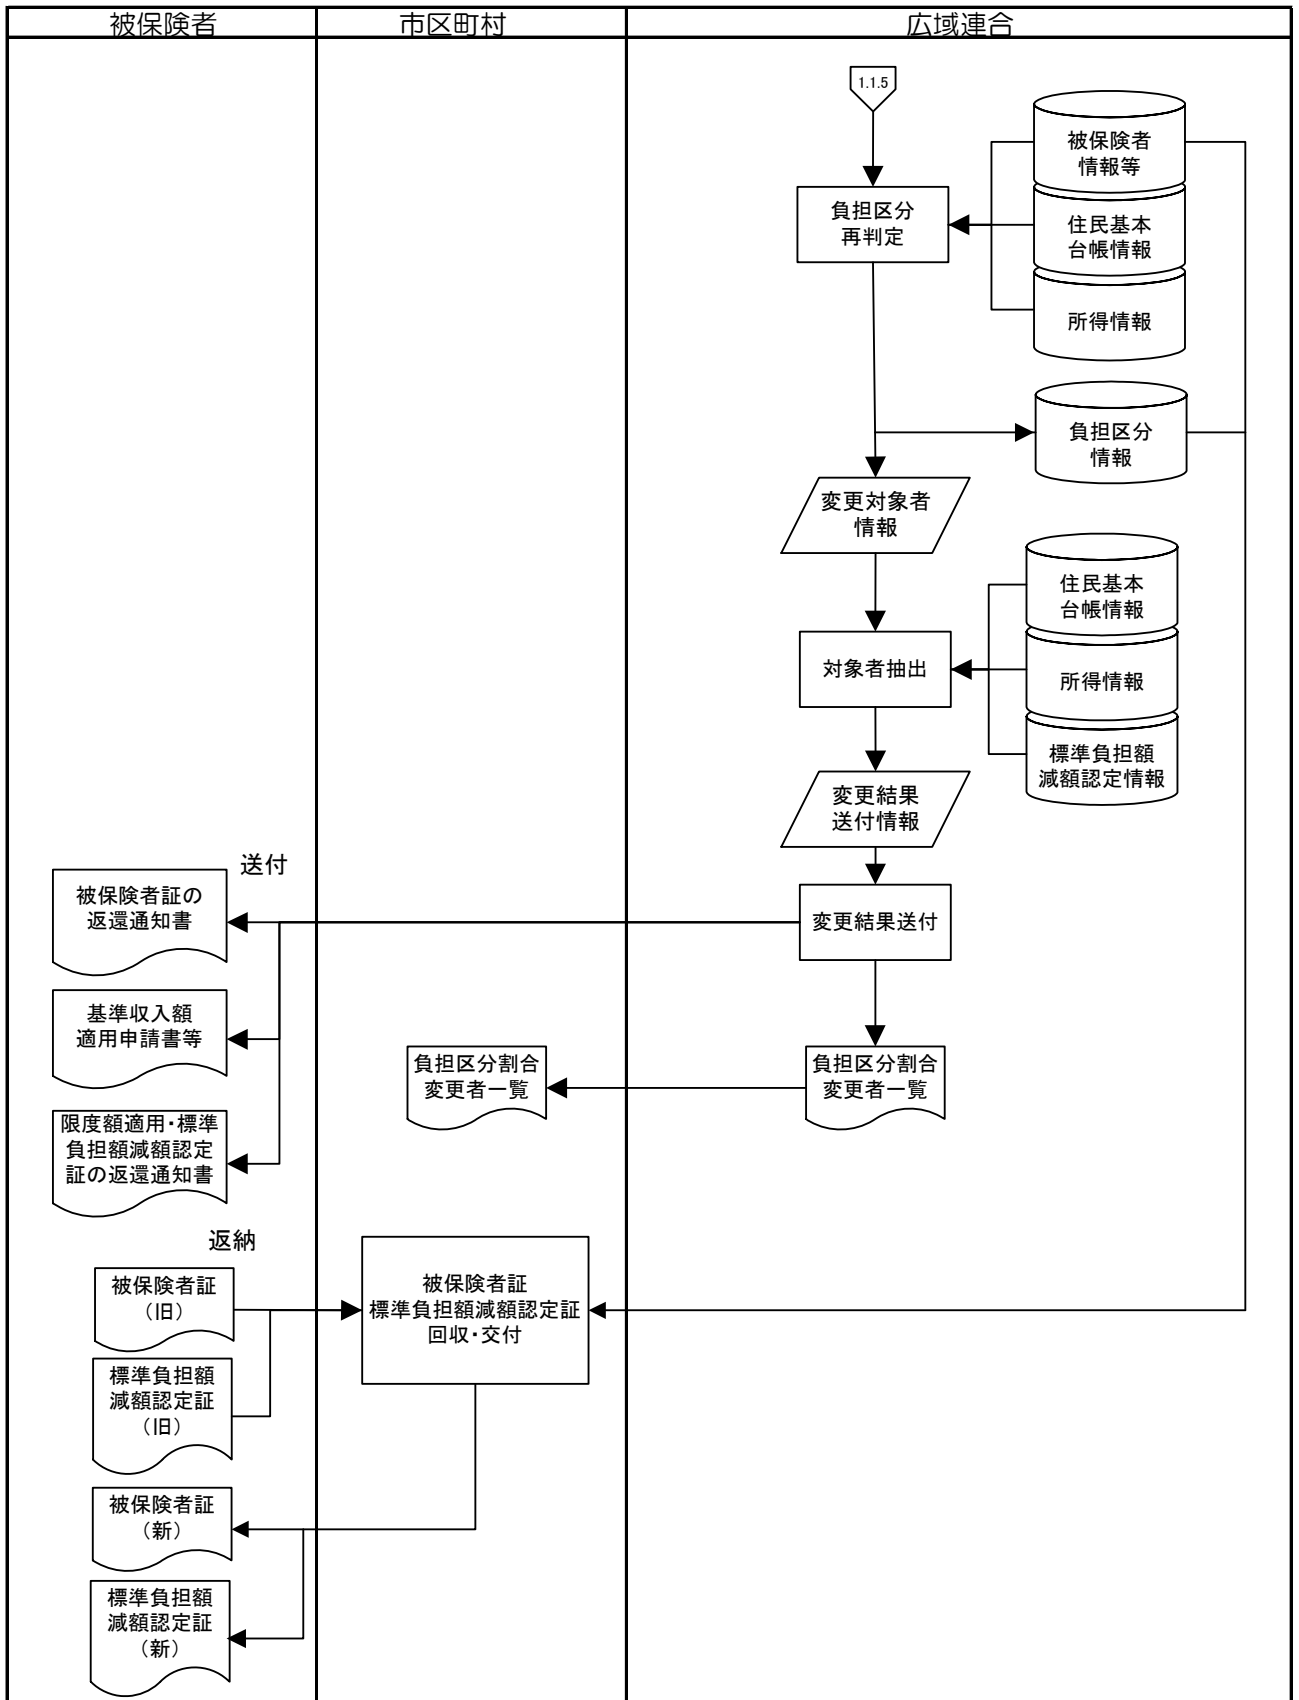 被保険者
市区町村
広域連合
1.1.5
被保険者
情報等
負担区分
再判定
住民基本
台帳情報
所得情報
負担区分
情報
変更対象者
情報
住民基本
台帳情報
対象者抽出
所得情報
標準負担額
減額認定情報
変更結果
送付情報
送付
被保険者証の
返還通知書
変更結果送付
基準収入額
適用申請書等
負担区分割合
変更者一覧
負担区分割合
変更者一覧
限度額適用・標準
負担額減額認定
証の返還通知書
返納
被保険者証
（旧）
被保険者証
標準負担額減額認定証
回収・交付
標準負担額
減額認定証
（旧）
被保険者証
（新）
標準負担額
減額認定証
（新）